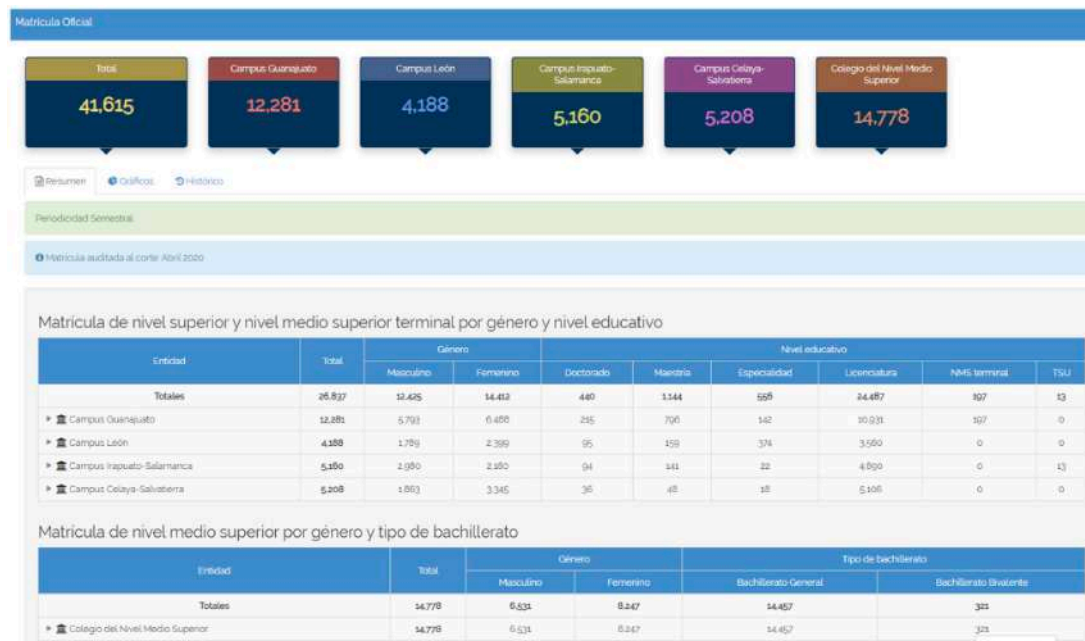 Matrícula Oficial
Total
41,615
Campus Guanajuato
12,281
Campus León
4,188
Campus Irapuato-
Salamanca
5,160
Campus Celaya-
Salvatierra
5,208
Colegio del Nivel Medio
Superior
14,778
Resumen Gráficos Histórico
Periodicidad Semestral
Matrícula auditada al corte Abril 2020
Matrícula de nivel superior y nivel medio superior terminal por género y nivel educativo
Entidad Total Género Nivel educativo
Masculino Femenino Doctorado Maestría Especialidad Licenciatura NMS terminal TSU
Totales 26,837 12,425 14,412 440 1,144 556 24,487 197 13
Campus Guanajuato 12,281 5,793 6,488 215 796 142 10,931 197 0
Campus León 4,188 1,789 2,399 95 159 374 3,560 0 0
Campus Irapuato-Salamanca 5,160 2,980 2,180 94 141 22 4,890 0 13
Campus Celaya-Salvatierra 5,208 1,863 3,345 36 48 18 5,106 0 0
Matrícula de nivel medio superior por género y tipo de bachillerato
Entidad Total Género Tipo de bachillerato
Masculino Femenino Bachillerato General Bachillerato Bivalente
Totales 14,778 6,531 8,247 14,457 321
Colegio del Nivel Medio Superior 14,778 6,531 8,247 14,457 321